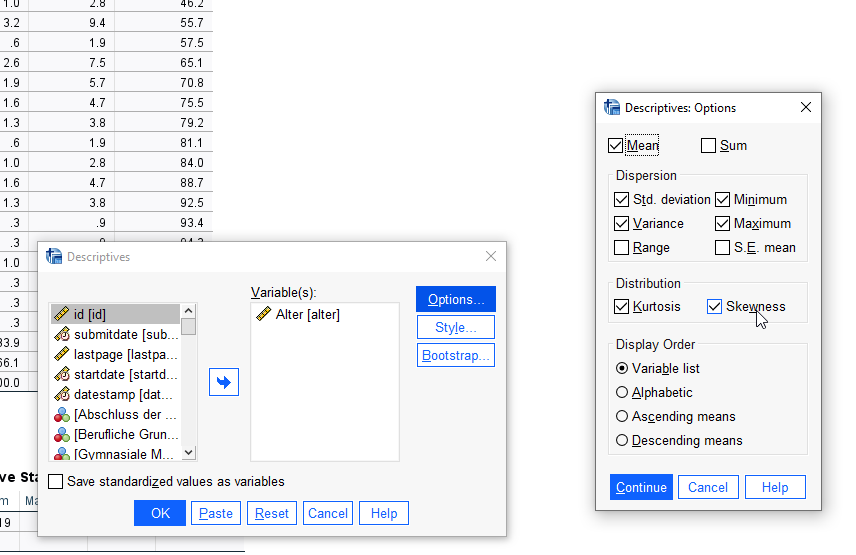 1.0 2.8 46.2
3.2 9.4 55.7
.6 1.9 57.5
2.6 7.5 65.1
1.9 5.7 70.8
1.6 4.7 75.5
1.3 3.8 79.2
.6 1.9 81.1
1.0 2.8 84.0
1.6 4.7 88.7
1.3 3.8 92.5
.3 .9 93.4
.3
1.0
.3
.3
.3
33.9
66.1
00.0
ve Sta
m Ma
19
Descriptives
id [id]
submitdate [sub...
lastpage [lastpa...
startdate [startd...
datestamp [dat...
[Abschluss der ...
[Berufliche Grun...
[Gymnasiale M...
Variable(s):
Alter [alter]
Options...
Style...
Bootstrap...
Save standardized values as variables
OK Paste Reset Cancel Help
Descriptives: Options
Mean Sum
Dispersion
Std. deviation Minimum
Variance Maximum
Range S.E. mean
Distribution
Kurtosis Skewness
Display Order
Variable list
Alphabetic
Ascending means
Descending means
Continue Cancel Help